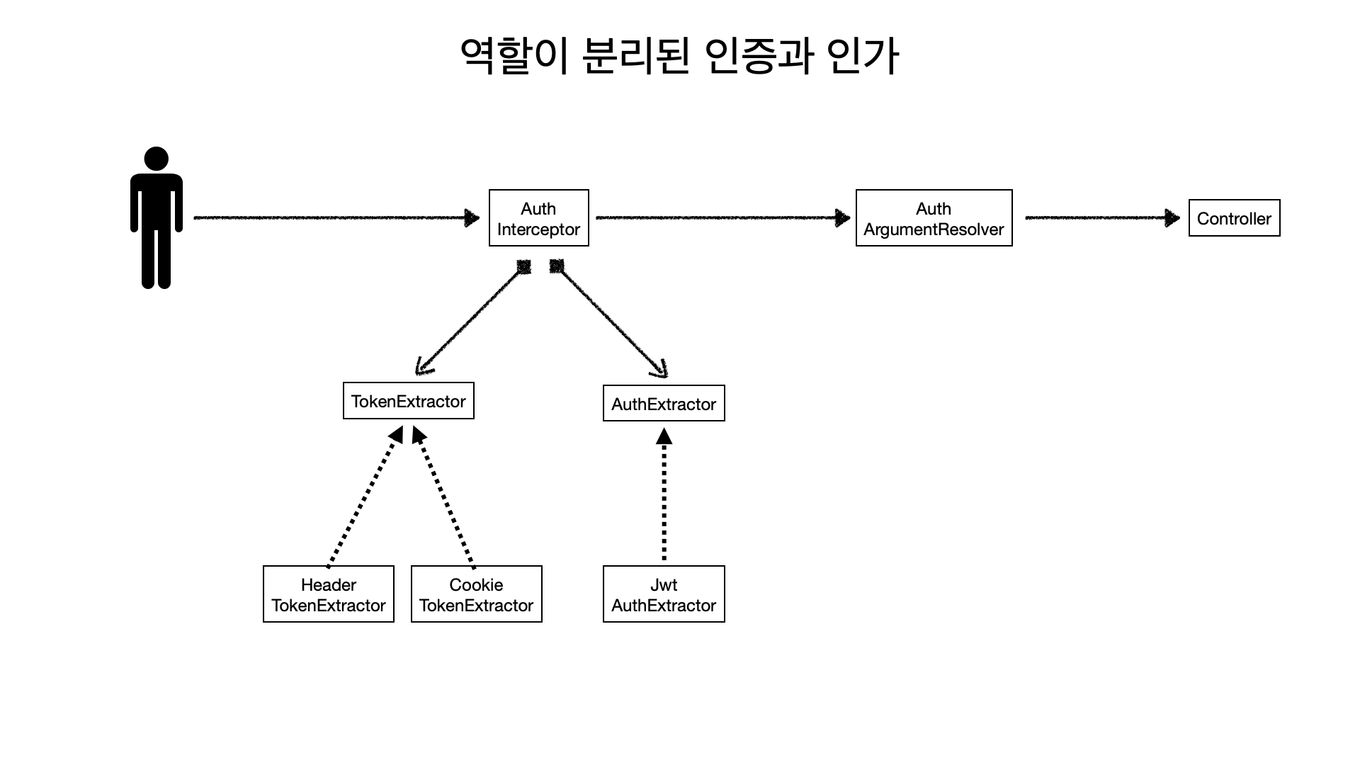 역할이 분리된 인증과 인가
Auth
Interceptor
Auth
ArgumentResolver
Controller
TokenExtractor
AuthExtractor
Header
TokenExtractor
Cookie
TokenExtractor
Jwt
AuthExtractor